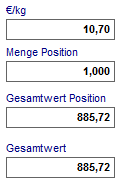 €/kg
10,70
Menge Position
1,000
Gesamtwert Position
885,72
Gesamtwert
885,72